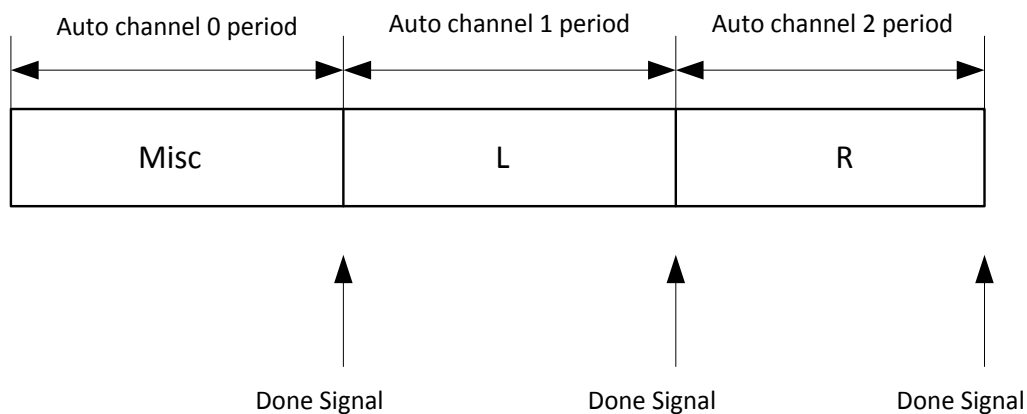 Auto channel 0 period Auto channel 1 period Auto channel 2 period
Misc L R
Done Signal Done Signal Done Signal